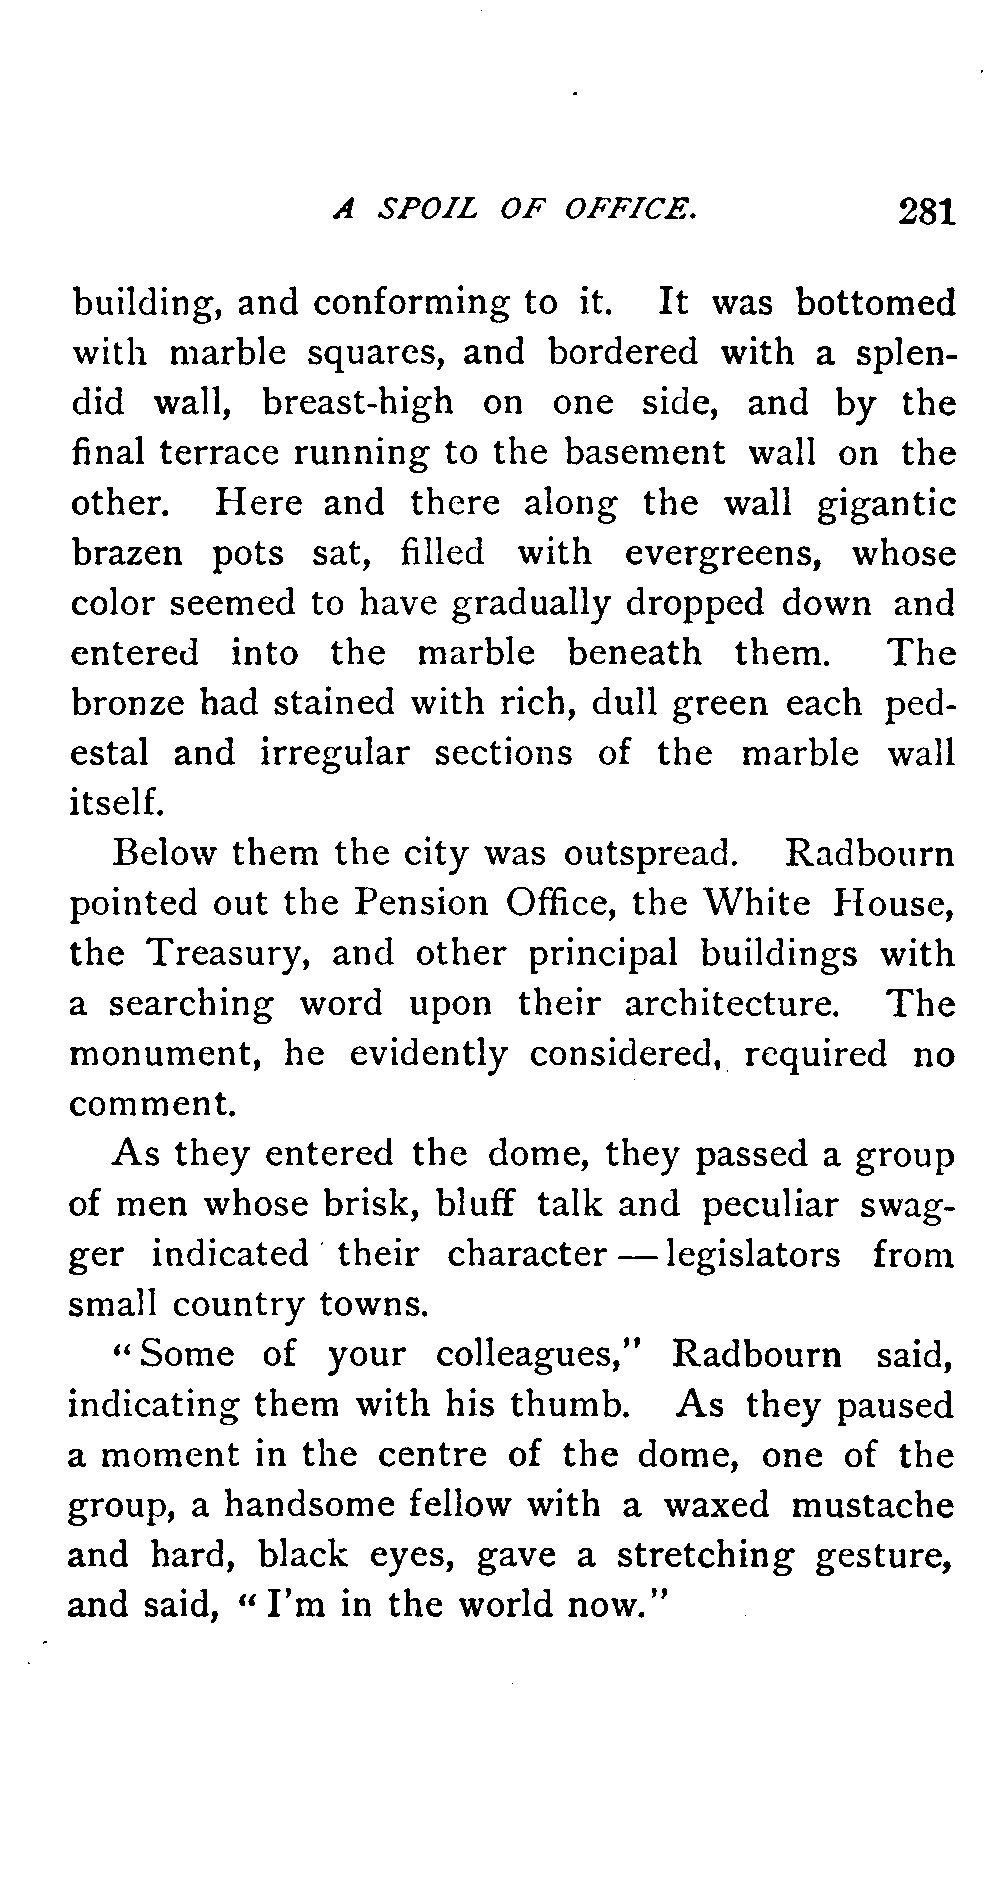 A SPOIL OF OFFICE. 281
building, and conforming to it. It was bottomed
with marble squares, and bordered with a splen-
did wall, breast-high on one side, and by the
final terrace running to the basement wall on the
other. Here and there along the wall gigantic
brazen pots sat, filled with evergreens, whose
color seemed to have gradually dropped down and
entered into the marble beneath them. The
bronze had stained with rich, dull green each ped-
estal and irregular sections of the marble wall
itself.
Below them the city was outspread. Radbourn
pointed out the Pension Office, the White House,
the Treasury, and other principal buildings with
a searching word upon their architecture. The
monument, he evidently considered, required no
comment.
As they entered the dome, they passed a group
of men whose brisk, bluff talk and peculiar swag-
ger indicated their character — legislators from
small country towns.
“Some of your colleagues,” Radbourn said,
indicating them with his thumb. As they paused
a moment in the centre of the dome, one of the
group, a handsome fellow with a waxed mustache
and hard, black eyes, gave a stretching gesture,
and said, “I'm in the world now.”